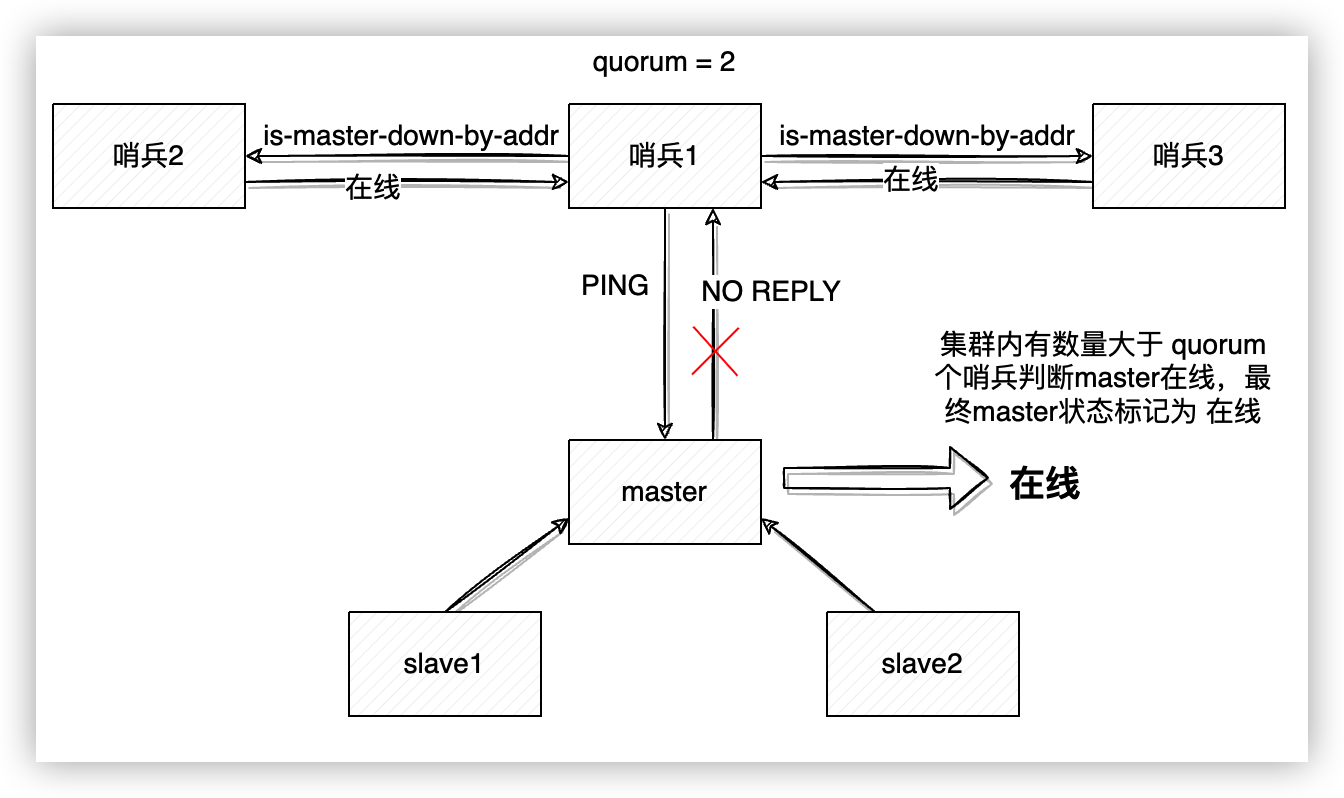 quorum = 2
哨兵2
is-master-down-by-addr
哨兵1
is-master-down-by-addr
哨兵3
在线
在线
PING
NO REPLY
集群内有数量大于 quorum
个哨兵判断master在线，最
终master状态标记为 在线
master
在线
slave1
slave2